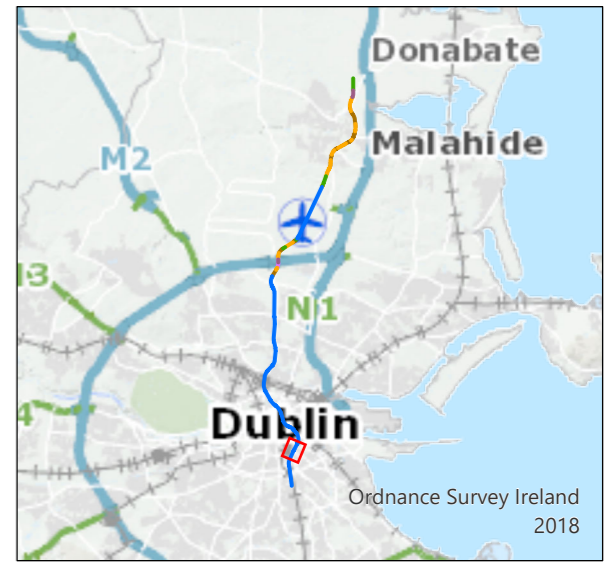 Donabate
Malahide
M2
N1
Dublin
Ordnance Survey Ireland
2018